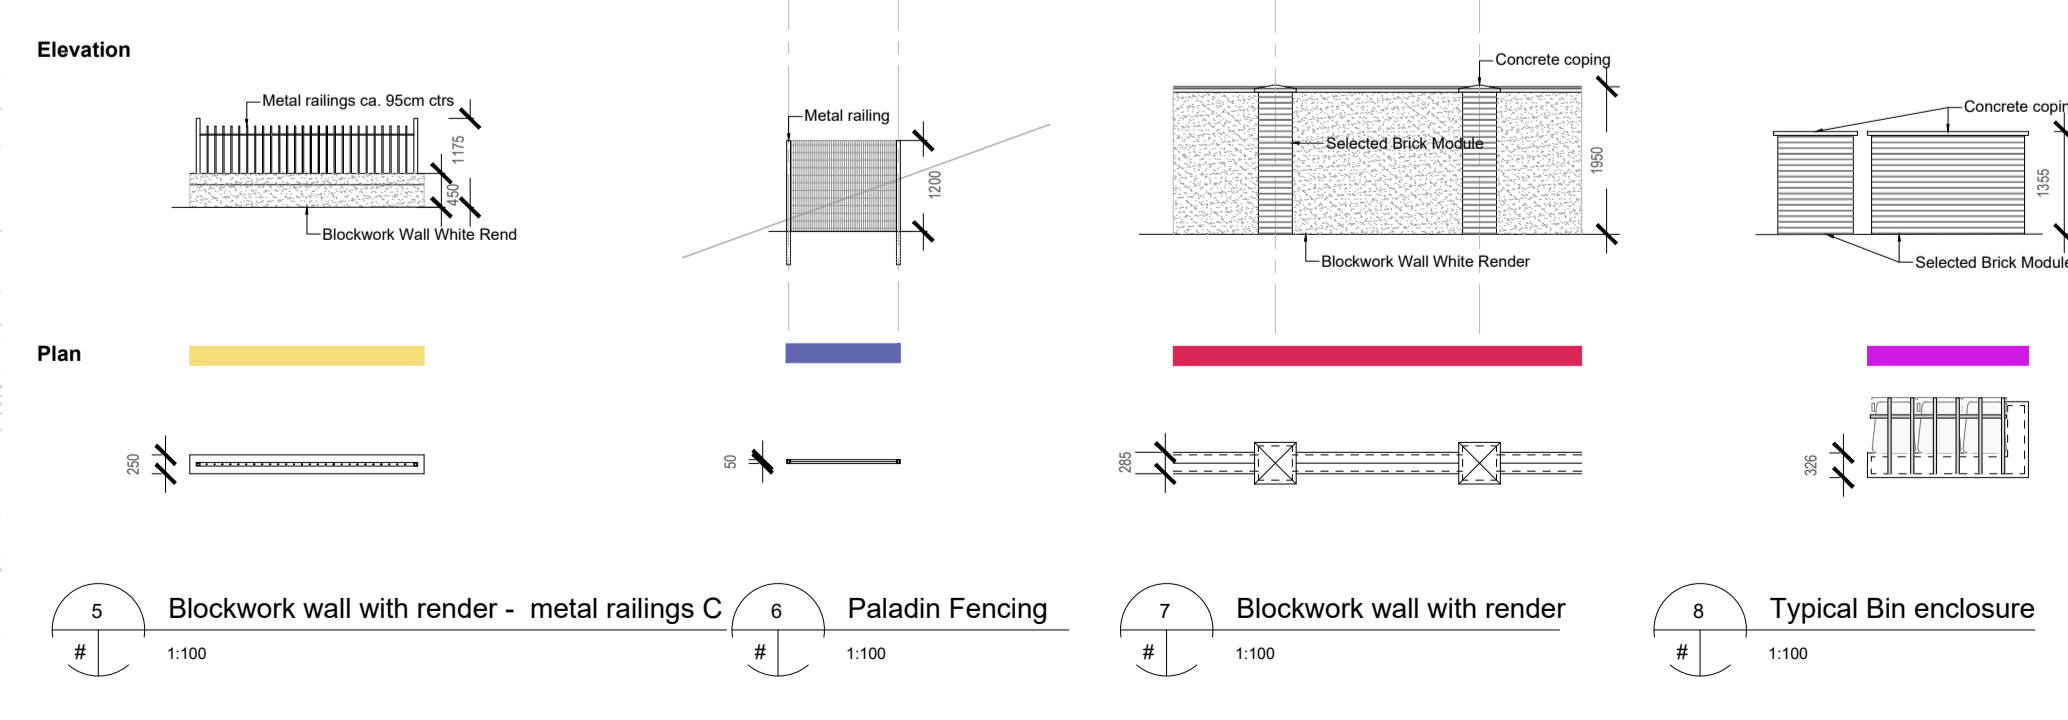 Elevation
Metal railings ca. 95cm ctrs
1175
450
Blockwork Wall White Rend
Metal railing
1200
Concrete coping
Selected Brick Module
1950
Blockwork Wall White Render
Concrete copin
1355
Selected Brick Module
Plan
250
50
285
326
5
Blockwork wall with render -  metal railings C
#
1:100
6
Paladin Fencing
#
1:100
7
Blockwork wall with render
#
1:100
8
Typical Bin enclosure
#
1:100